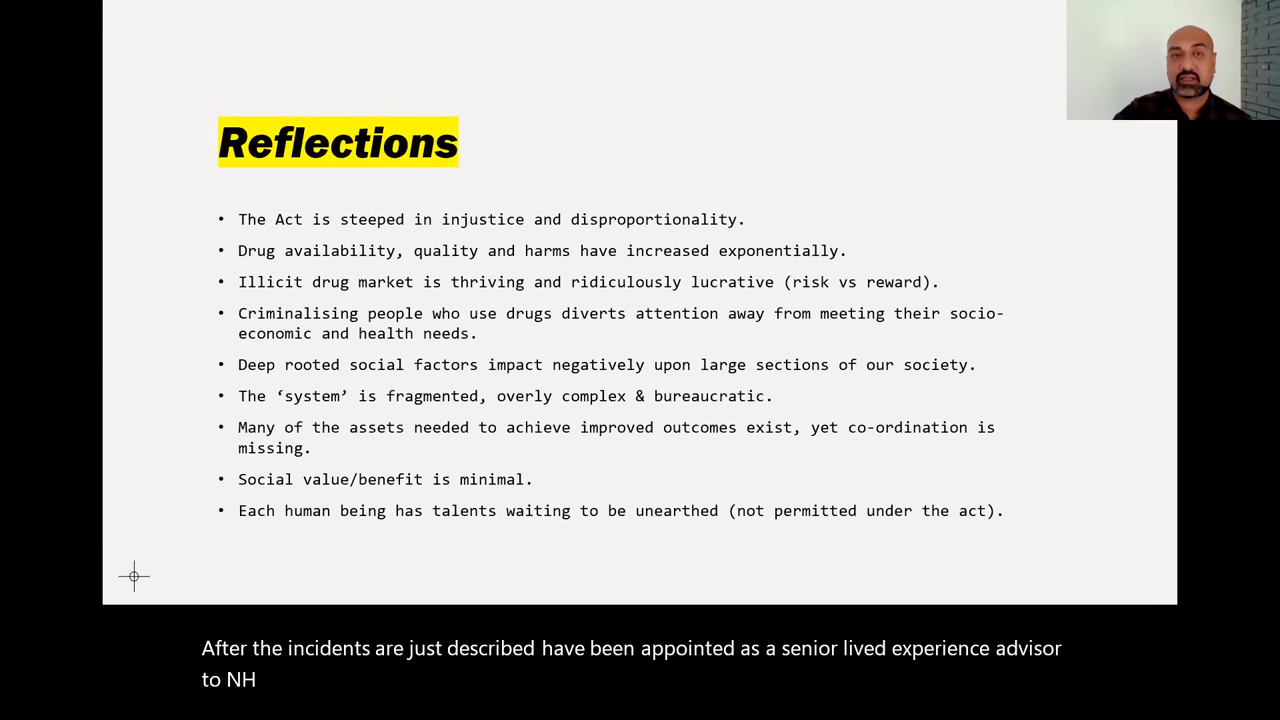 Reflections
• The Act is steeped in injustice and disproportionality.
• Drug availability, quality and harms have increased exponentially.
• Illicit drug market is thriving and ridiculously lucrative (risk vs reward).
• Criminalising people who use drugs diverts attention away from meeting their socio-
economic and health needs.
• Deep rooted social factors impact negatively upon large sections of our society.
• The ‘system’ is fragmented, overly complex & bureaucratic.
• Many of the assets needed to achieve improved outcomes exist, yet co-ordination is
missing.
• Social value/benefit is minimal.
• Each human being has talents waiting to be unearthed (not permitted under the act).
After the incidents are just described have been appointed as a senior lived experience advisor
to NH